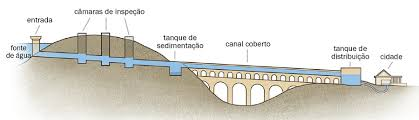 câmaras de inspeção
entrada
fonte
de água
tanque de
sedimentação
canal coberto
tanque de
distribuição
cidade